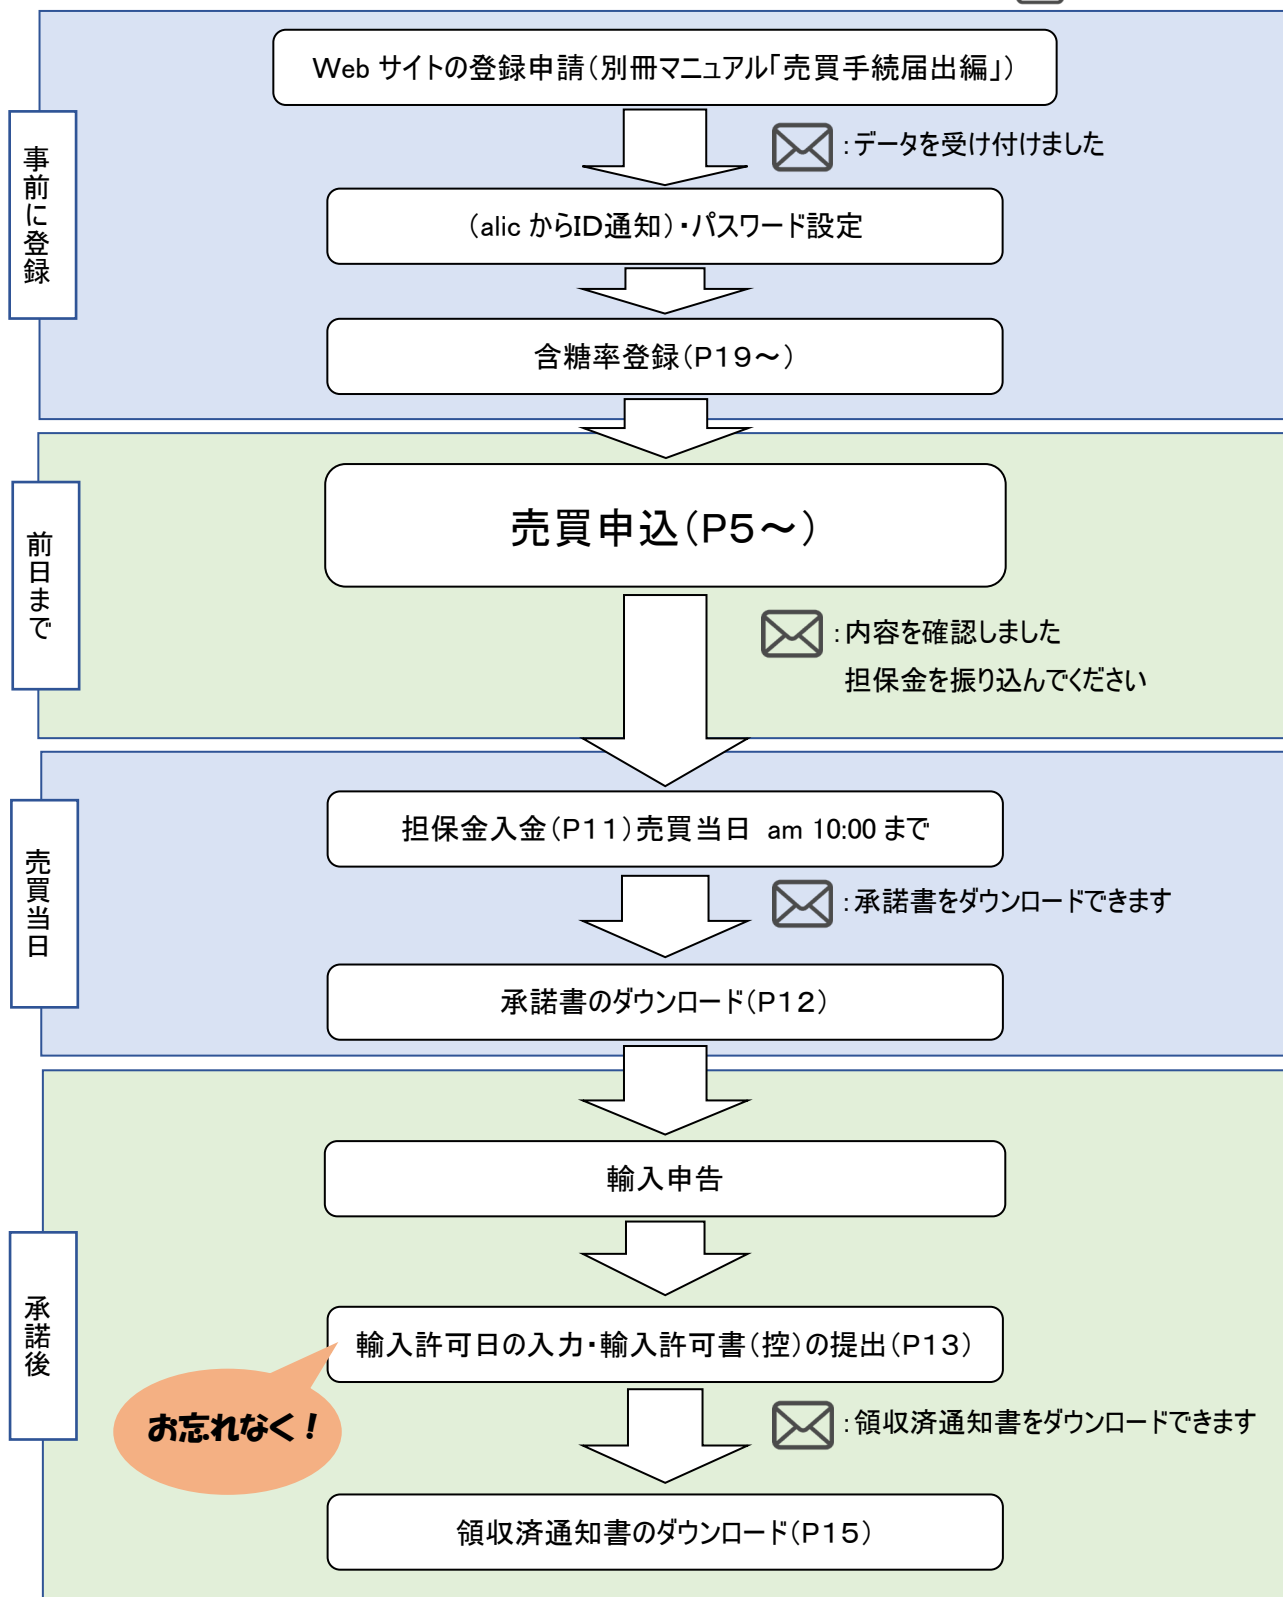 Web サイトの登録申請（別冊マニュアル「売買手続届出編」）
事前に登録
：データを受け付けました
（alic からID通知）・パスワード設定
含糖率登録（P19～）
前日まで
売買申込（P5～）
：内容を確認しました
担保金を振り込んでください
売買当日
担保金入金（P11）売買当日 am 10:00 まで
：承諾書をダウンロードできます
承諾書のダウンロード（P12）
承諾後
輸入申告
輸入許可日の入力・輸入許可書（控）の提出（P13）
お忘れなく！
：領収済通知書をダウンロードできます
領収済通知書のダウンロード（P15）